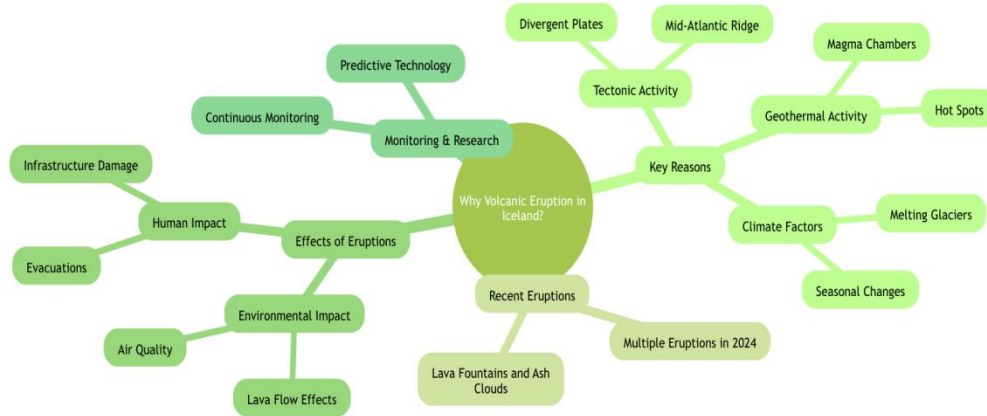 Why Volcanic Eruption in
Iceland?
Key Reasons
Tectonic Activity
Divergent Plates
Mid-Atlantic Ridge
Geothermal Activity
Magma Chambers
Hot Spots
Climate Factors
Melting Glaciers
Seasonal Changes
Recent Eruptions
Multiple Eruptions in 2024
Lava Fountains and Ash
Clouds
Effects of Eruptions
Environmental Impact
Lava Flow Effects
Air Quality
Human Impact
Evacuations
Infrastructure Damage
Monitoring & Research
Continuous Monitoring
Predictive Technology